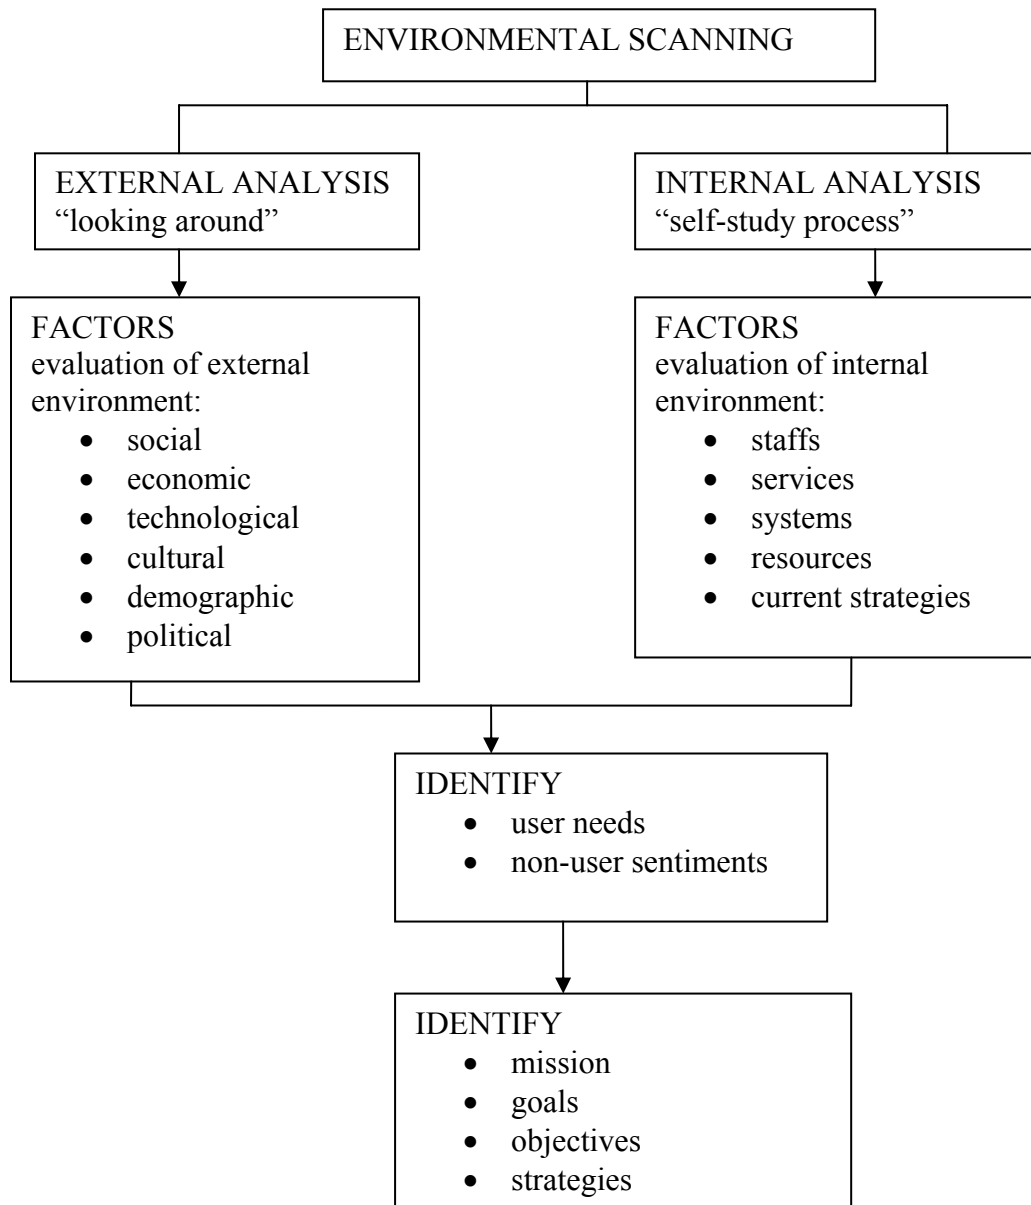 ENVIRONMENTAL SCANNING
EXTERNAL ANALYSIS
“looking around”
INTERNAL ANALYSIS
“self-study process”
FACTORS
evaluation of external
environment:
• social
• economic
• technological
• cultural
• demographic
• political
FACTORS
evaluation of internal
environment:
• staffs
• services
• systems
• resources
• current strategies
IDENTIFY
• user needs
• non-user sentiments
IDENTIFY
• mission
• goals
• objectives
• strategies